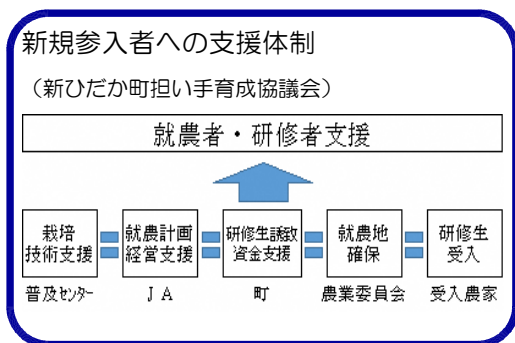 新規参入者への支援体制
（新ひだか町担い手育成協議会）
就農者・研修者支援
栽培
技術支援
就農計画
経営支援
研修生誘致
資金支援
就農地
確保
研修生
受入
普及センター
ＪＡ
町
農業委員会
受入農家